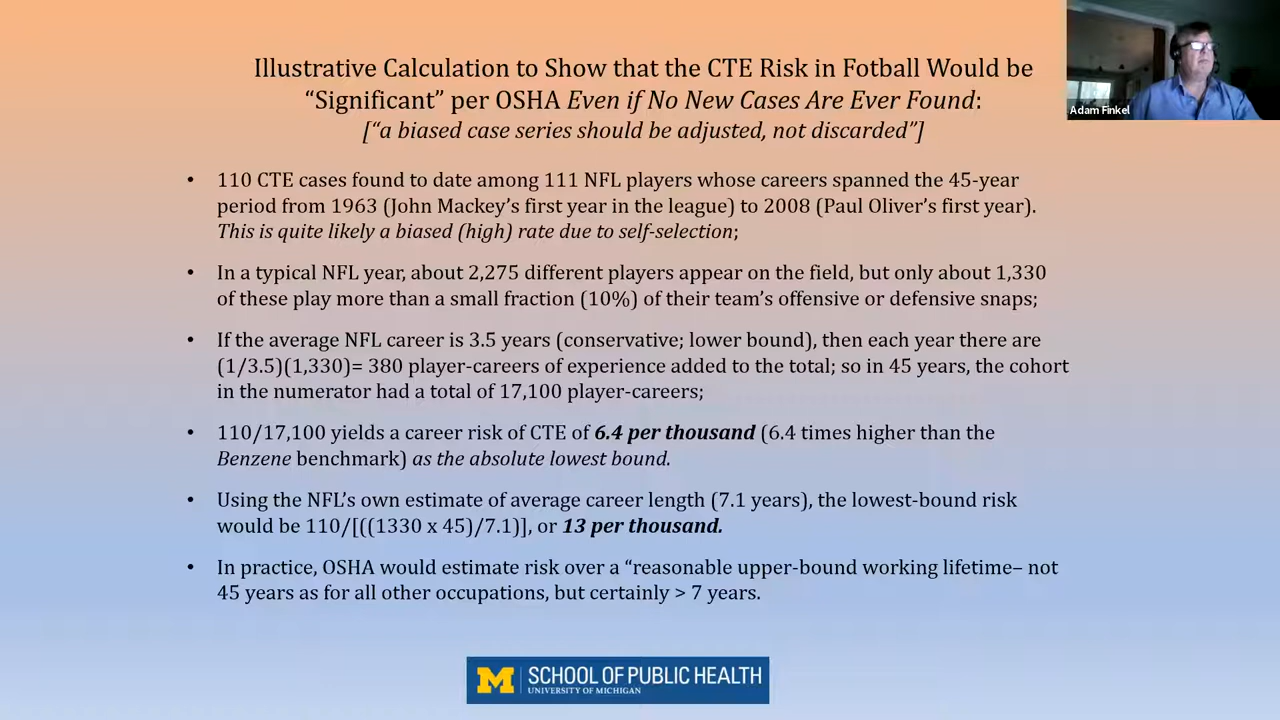 Illustrative Calculation to Show that the CTE Risk in Fotball Would be
“Significant” per OSHA Even if No New Cases Are Ever Found:
[“a biased case series should be adjusted, not discarded”]
Adam Finkel
• 110 CTE cases found to date among 111 NFL players whose careers spanned the 45-year
period from 1963 (John Mackey’s first year in the league) to 2008 (Paul Oliver’s first year).
This is quite likely a biased (high) rate due to self-selection;
• In a typical NFL year, about 2,275 different players appear on the field, but only about 1,330
of these play more than a small fraction (10%) of their team’s offensive or defensive snaps;
• If the average NFL career is 3.5 years (conservative; lower bound), then each year there are
(1/3.5)(1,330)= 380 player-careers of experience added to the total; so in 45 years, the cohort
in the numerator had a total of 17,100 player-careers;
• 110/17,100 yields a career risk of CTE of 6.4 per thousand (6.4 times higher than the
Benzene benchmark) as the absolute lowest bound.
• Using the NFL’s own estimate of average career length (7.1 years), the lowest-bound risk
would be 110/[((1330 x 45)/7.1)], or 13 per thousand.
• In practice, OSHA would estimate risk over a “reasonable upper-bound working lifetime– not
45 years as for all other occupations, but certainly > 7 years.
M SCHOOL OF PUBLIC HEALTH
UNIVERSITY OF MICHIGAN